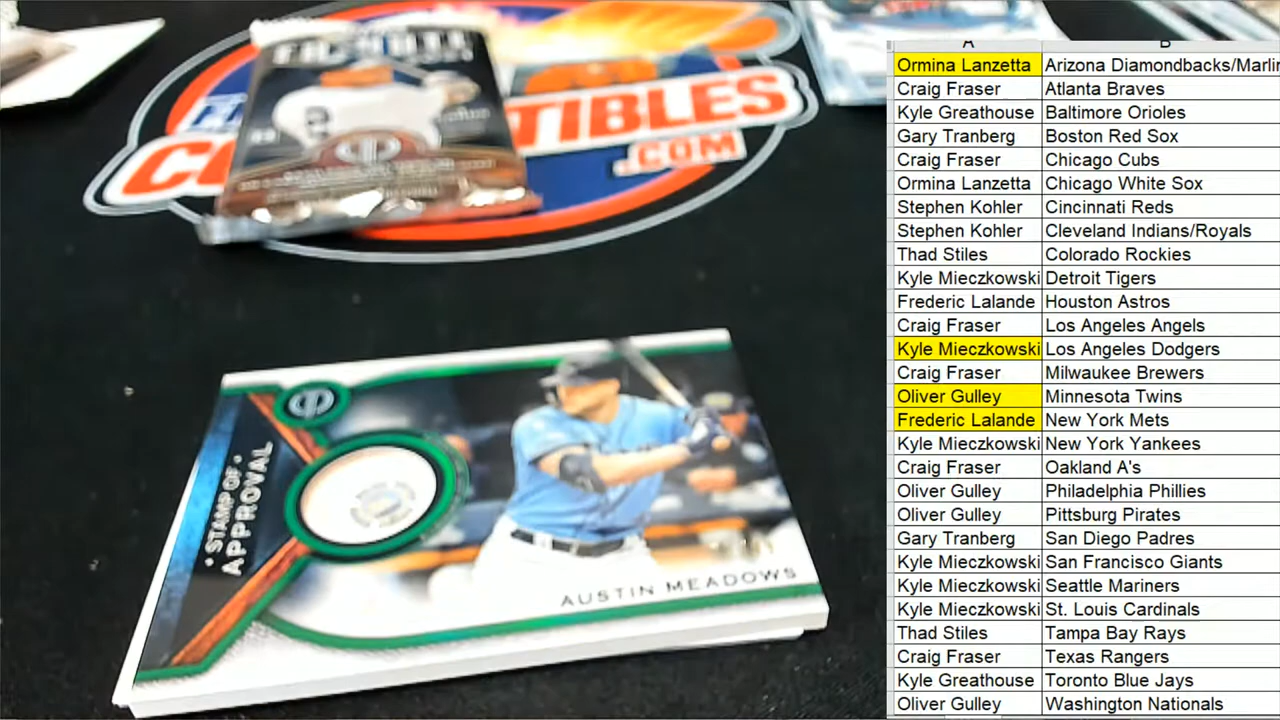 TRIBUTE
TIBLES
.COM
STAMP OF
APPROVAL
AUSTIN MEADOWS
A B
Ormina Lanzetta Arizona Diamondbacks/Marlin
Craig Fraser Atlanta Braves
Kyle Greathouse Baltimore Orioles
Gary Tranberg Boston Red Sox
Craig Fraser Chicago Cubs
Ormina Lanzetta Chicago White Sox
Stephen Kohler Cincinnati Reds
Stephen Kohler Cleveland Indians/Royals
Thad Stiles Colorado Rockies
Kyle Mieczkowski Detroit Tigers
Frederic Lalande Houston Astros
Craig Fraser Los Angeles Angels
Kyle Mieczkowski Los Angeles Dodgers
Craig Fraser Milwaukee Brewers
Oliver Gulley Minnesota Twins
Frederic Lalande New York Mets
Kyle Mieczkowski New York Yankees
Craig Fraser Oakland A's
Oliver Gulley Philadelphia Phillies
Oliver Gulley Pittsburg Pirates
Gary Tranberg San Diego Padres
Kyle Mieczkowski San Francisco Giants
Kyle Mieczkowski Seattle Mariners
Kyle Mieczkowski St. Louis Cardinals
Thad Stiles Tampa Bay Rays
Craig Fraser Texas Rangers
Kyle Greathouse Toronto Blue Jays
Oliver Gulley Washington Nationals